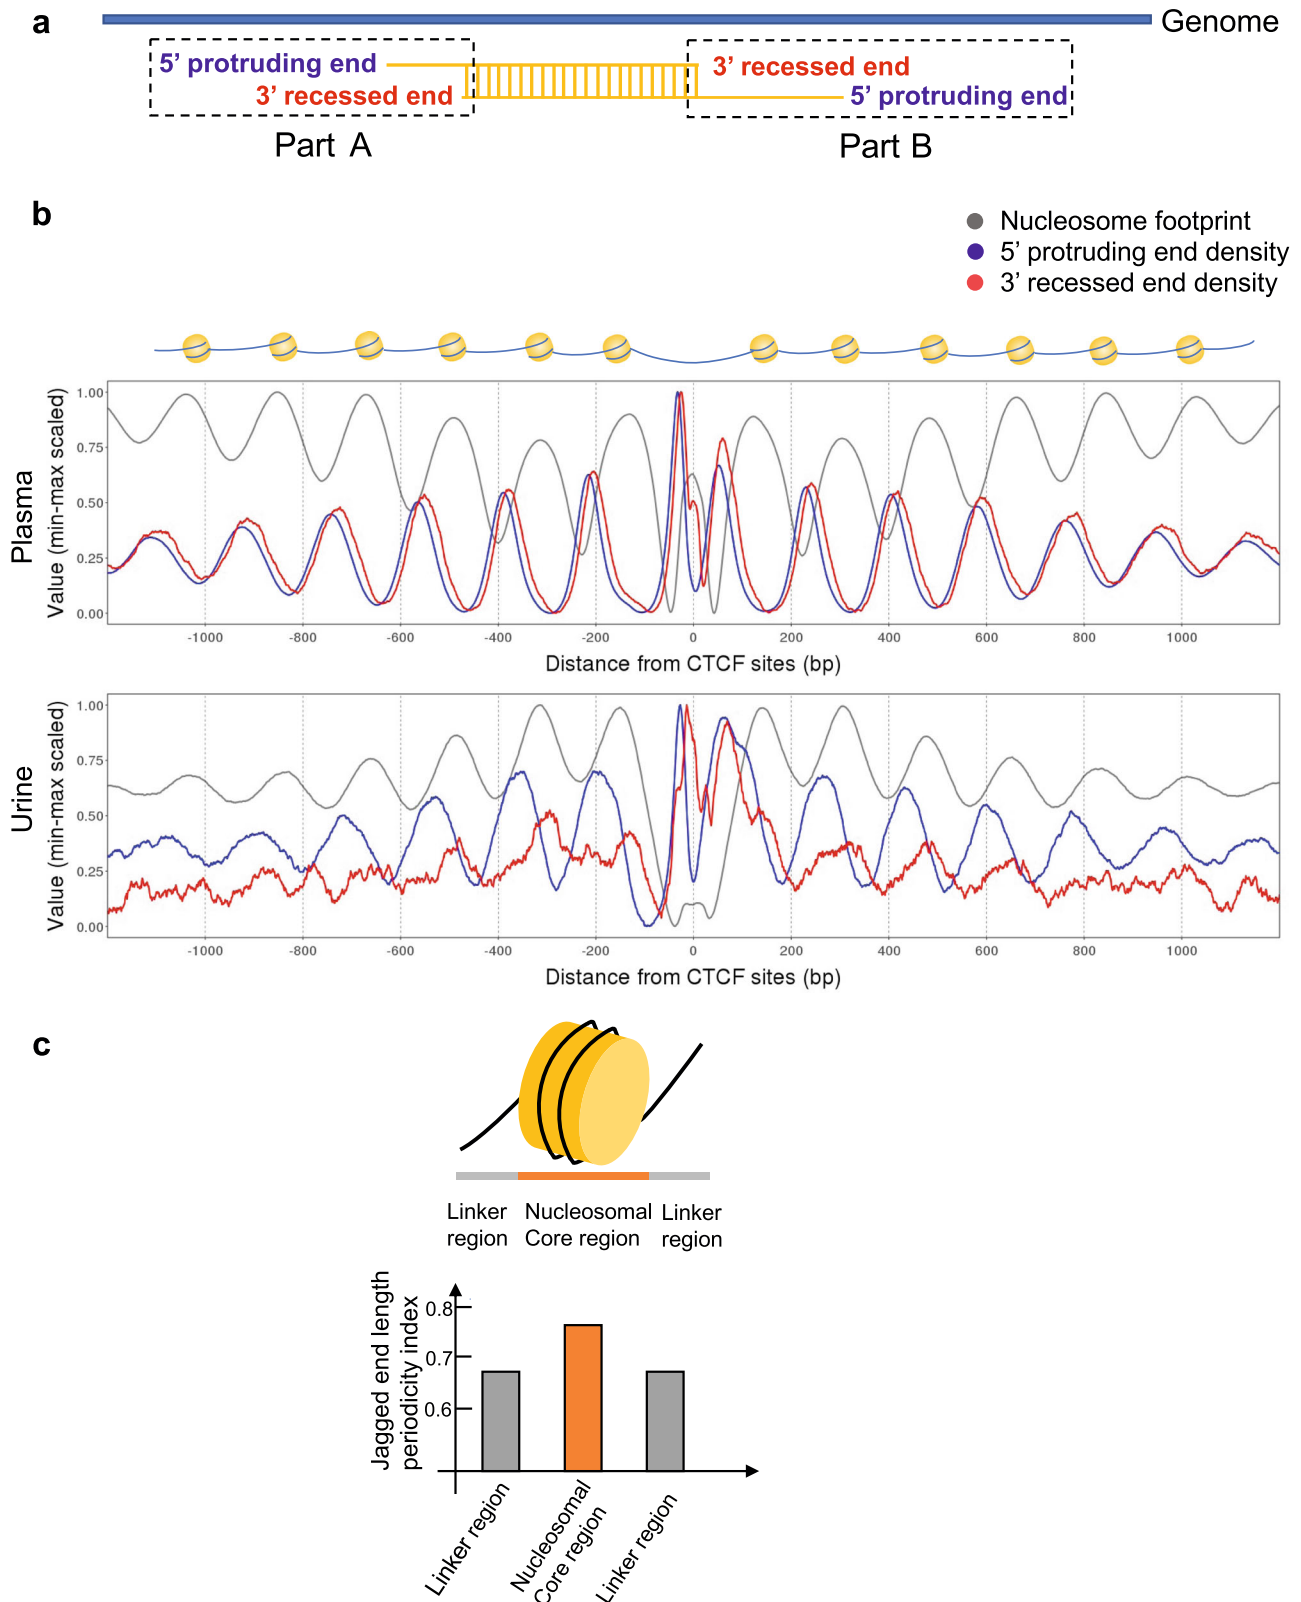 a
Genome
5’ protruding end
3’ recessed end
3’ recessed end
5’ protruding end
Part A
Part B
b
Nucleosome footprint
5’ protruding end density
3’ recessed end density
Plasma
Value (min-max scaled)
1.00
0.75
0.50
0.25
0.00
-1000 -800 -600 -400 -200 0 200 400 600 800 1000
Distance from CTCF sites (bp)
Urine
Value (min-max scaled)
1.00
0.75
0.50
0.25
0.00
-1000 -800 -600 -400 -200 0 200 400 600 800 1000
Distance from CTCF sites (bp)
c
Linker
region
Nucleosomal
Core region
Linker
region
Jagged end length
periodicity index
0.8
0.7
0.6
Linker region
Nucleosomal
Core region
Linker region